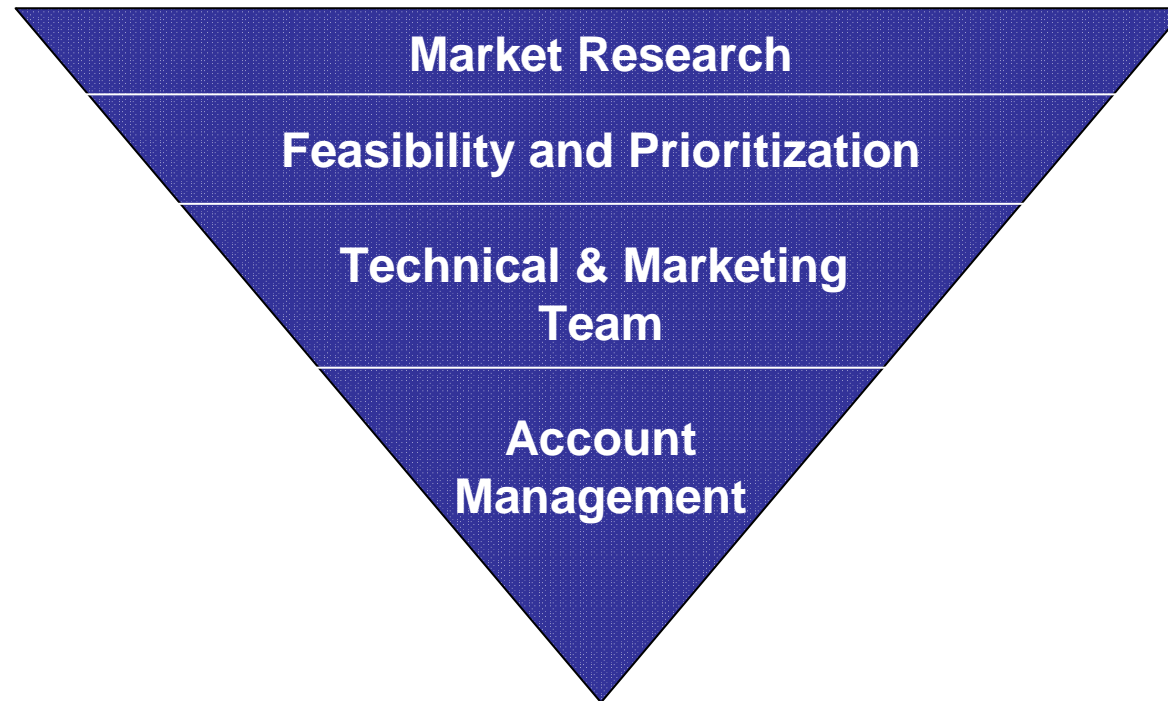 Market Research
Feasibility and Prioritization
Technical & Marketing
Team
Account
Management